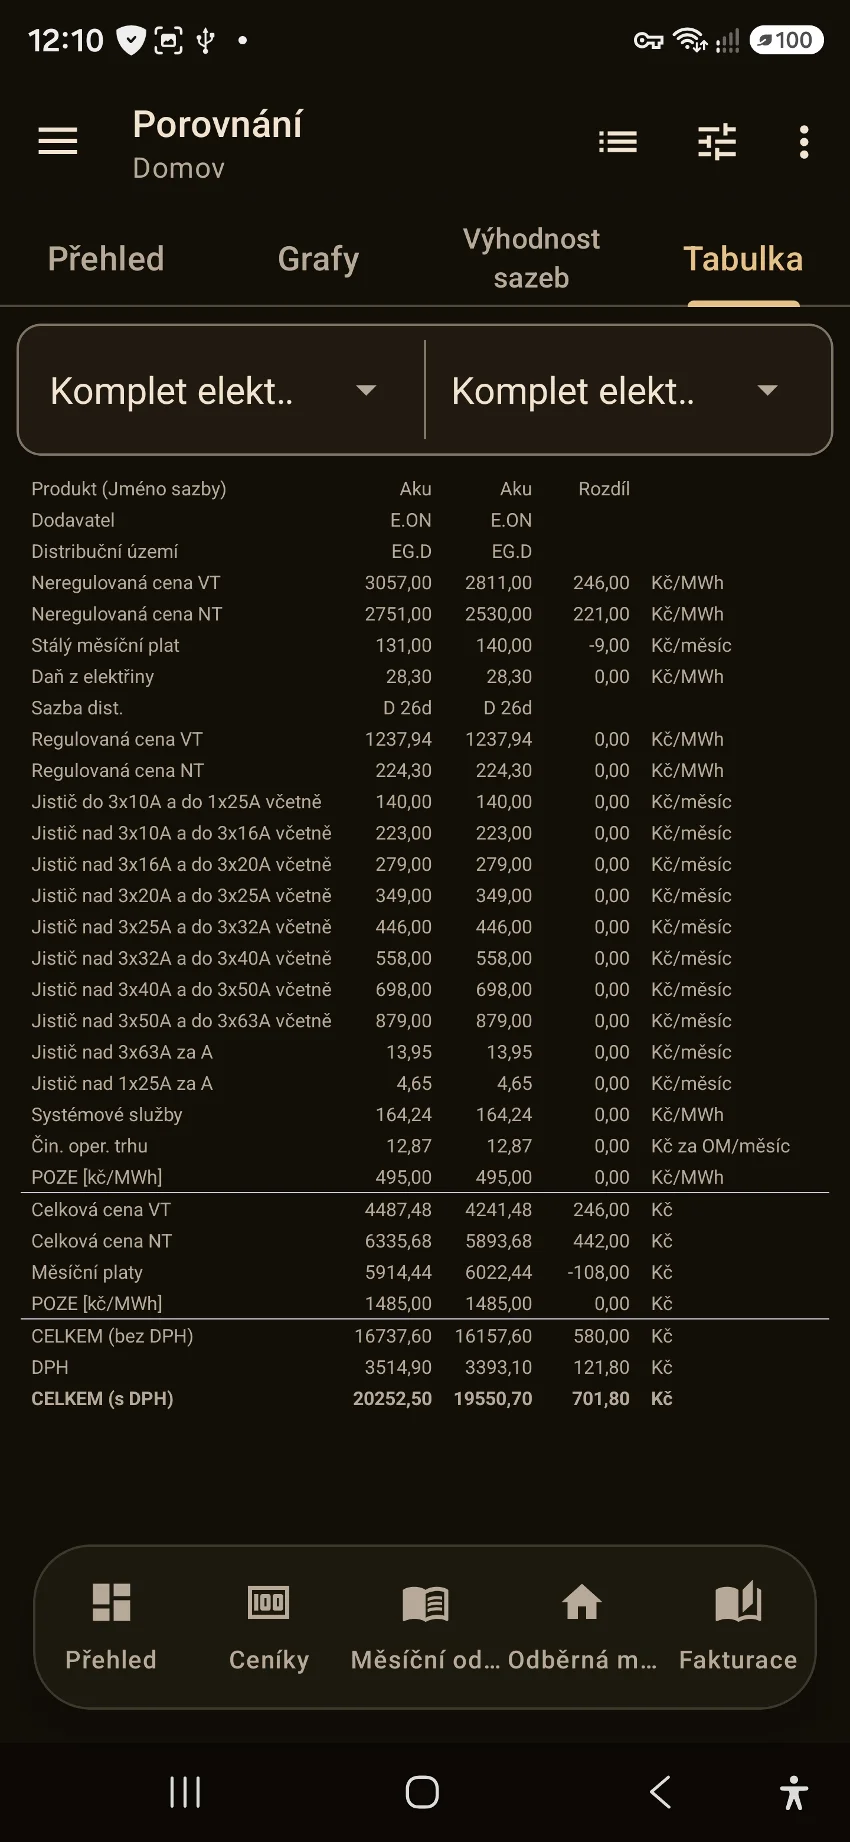 12:10
100
Porovnání
Domov
Přehled
Grafy
Výhodnost sazeb
Tabulka
Komplet elekt..
Komplet elekt..
Produkt (Jméno sazby) Aku Aku Rozdíl
Dodavatel E.ON E.ON
Distribuční území EG.D EG.D
Neregulovaná cena VT 3057,00 2811,00 246,00 Kč/MWh
Neregulovaná cena NT 2751,00 2530,00 221,00 Kč/MWh
Stálý měsíční plat 131,00 140,00 -9,00 Kč/měsíc
Daň z elektřiny 28,30 28,30 0,00 Kč/MWh
Sazba dist. D 26d D 26d
Regulovaná cena VT 1237,94 1237,94 0,00 Kč/MWh
Regulovaná cena NT 224,30 224,30 0,00 Kč/MWh
Jistič do 3x10A a do 1x25A včetně 140,00 140,00 0,00 Kč/měsíc
Jistič nad 3x10A a do 3x16A včetně 223,00 223,00 0,00 Kč/měsíc
Jistič nad 3x16A a do 3x20A včetně 279,00 279,00 0,00 Kč/měsíc
Jistič nad 3x20A a do 3x25A včetně 349,00 349,00 0,00 Kč/měsíc
Jistič nad 3x25A a do 3x32A včetně 446,00 446,00 0,00 Kč/měsíc
Jistič nad 3x32A a do 3x40A včetně 558,00 558,00 0,00 Kč/měsíc
Jistič nad 3x40A a do 3x50A včetně 698,00 698,00 0,00 Kč/měsíc
Jistič nad 3x50A a do 3x63A včetně 879,00 879,00 0,00 Kč/měsíc
Jistič nad 3x63A za A 13,95 13,95 0,00 Kč/měsíc
Jistič nad 1x25A za A 4,65 4,65 0,00 Kč/měsíc
Systémové služby 164,24 164,24 0,00 Kč/MWh
Čin. oper. trhu 12,87 12,87 0,00 Kč za OM/měsíc
POZE [kč/MWh] 495,00 495,00 0,00 Kč/MWh
Celková cena VT 4487,48 4241,48 246,00 Kč
Celková cena NT 6335,68 5893,68 442,00 Kč
Měsíční platy 5914,44 6022,44 -108,00 Kč
POZE [kč/MWh] 1485,00 1485,00 0,00 Kč
CELKEM (bez DPH) 16737,60 16157,60 580,00 Kč
DPH 3514,90 3393,10 121,80 Kč
CELKEM (s DPH) 20252,50 19550,70 701,80 Kč
100
Přehled
Ceníky
Měsíční od...
Odběrná m...
Fakturace